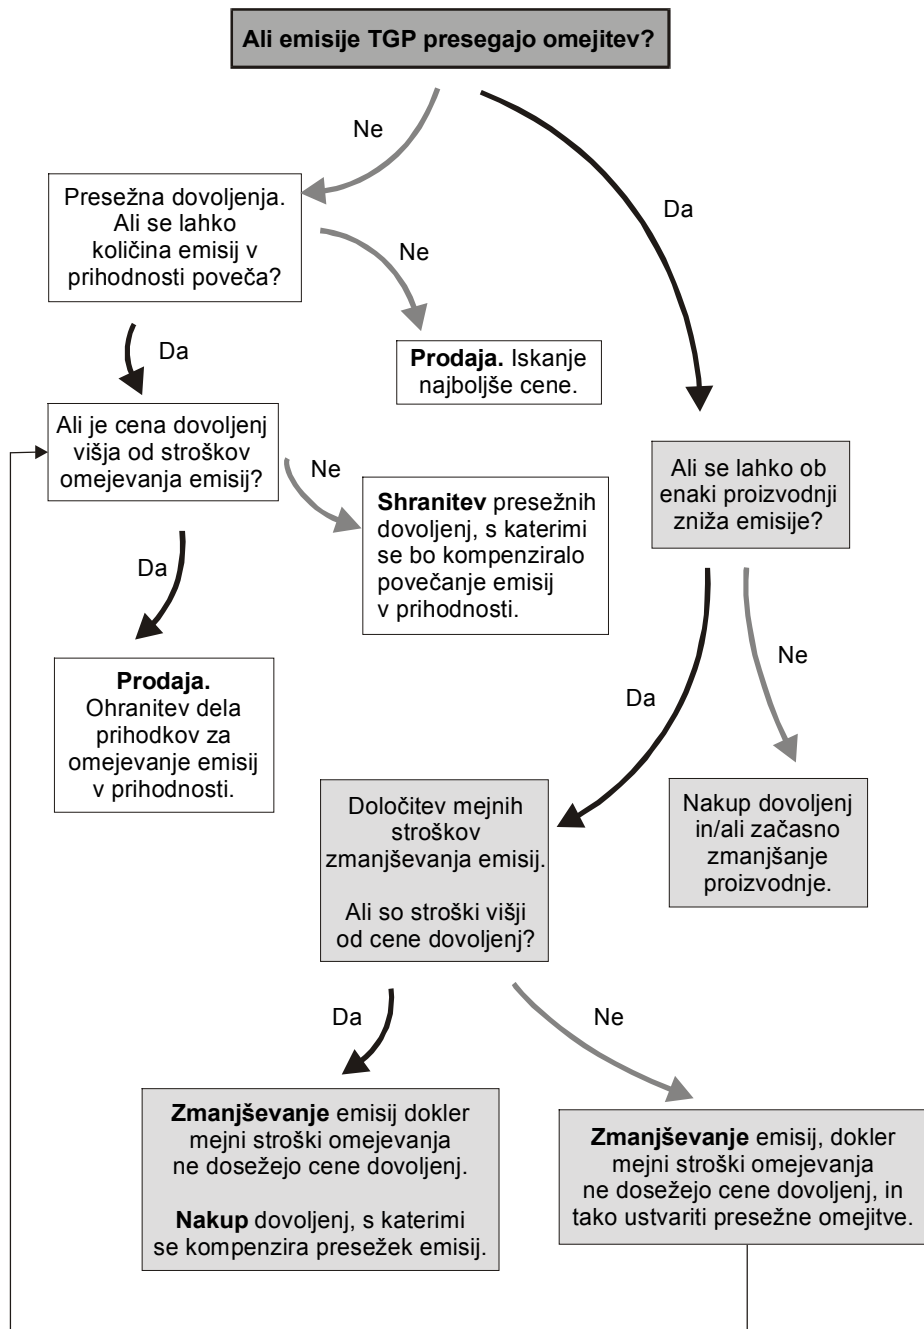 Ali emisije TGP presegajo omejitev?
Ne
Da
Presežna dovoljenja.
Ali se lahko
količina emisij v
prihodnosti poveča?
Ne
Da
Prodaja. Iskanje
najboljše cene.
Ali je cena dovoljenj
višja od stroškov
omejevanja emisij?
Ne
Da
Shranitev presežnih
dovoljenj, s katerimi
se bo kompenziralo
povečanje emisij
v prihodnosti.
Prodaja.
Ohranitev dela
prihodkov za
omejevanje emisij
v prihodnosti.
Ali se lahko ob
enaki proizvodnji
zniža emisije?
Ne
Da
Nakup dovoljenj
in/ali začasno
zmanjšanje
proizvodnje.
Določitev mejnih
stroškov
zmanjševanja emisij.
Ali so stroški višji
od cene dovoljenj?
Da
Ne
Zmanjševanje emisij dokler
mejni stroški omejevanja
ne dosežejo cene dovoljenj.
Nakup dovoljenj, s katerimi
se kompenzira presežek emisij.
Zmanjševanje emisij, dokler
mejni stroški omejevanja
ne dosežejo cene dovoljenj, in
tako ustvariti presežne omejitve.